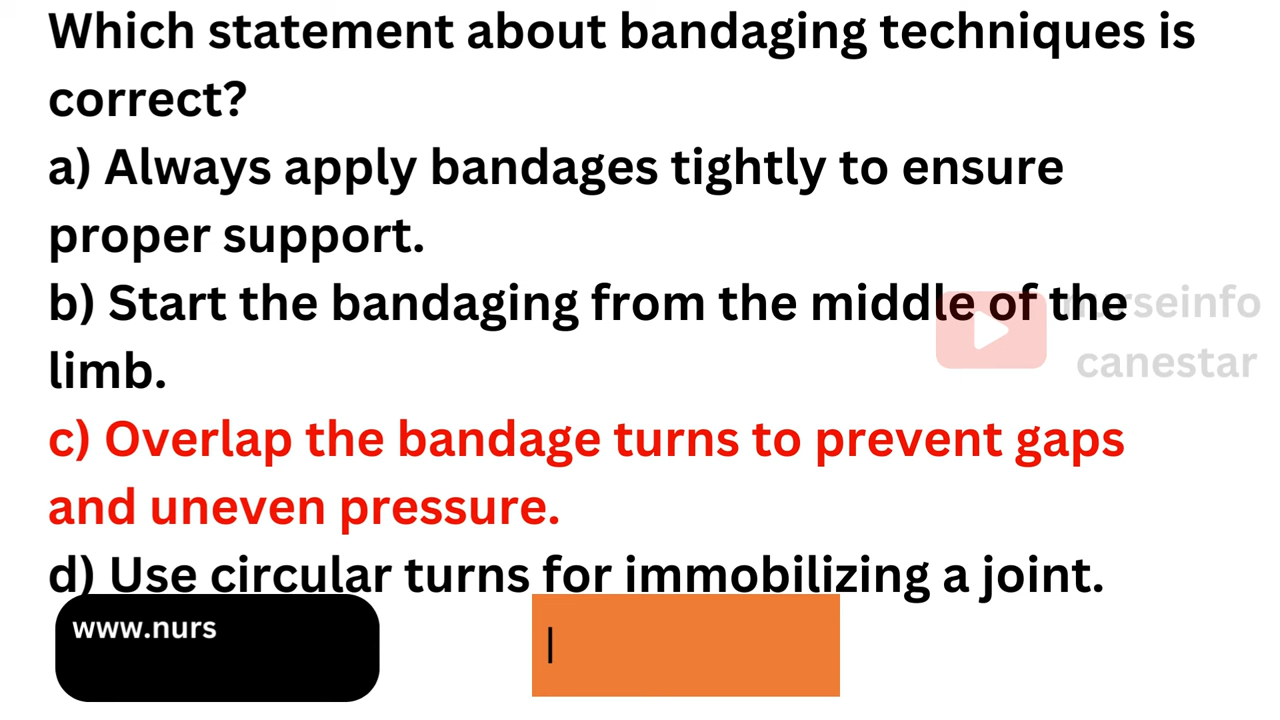 Which statement about bandaging techniques is
correct?
a) Always apply bandages tightly to ensure
proper support.
b) Start the bandaging from the middle of the
limb.
nurseinfo
canestar
c) Overlap the bandage turns to prevent gaps
and uneven pressure.
d) Use circular turns for immobilizing a joint.
www.nurs